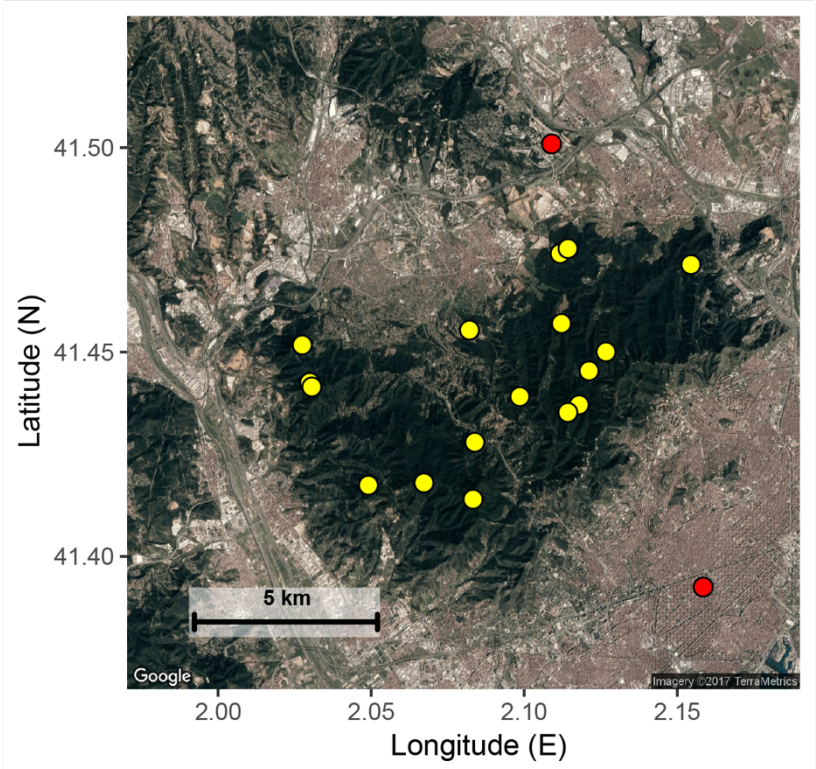 41.50
41.45
41.40
Latitude (N)
5 km
Google
Imagery ©2017 TerraMetrics
2.00
2.05
2.10
2.15
Longitude (E)